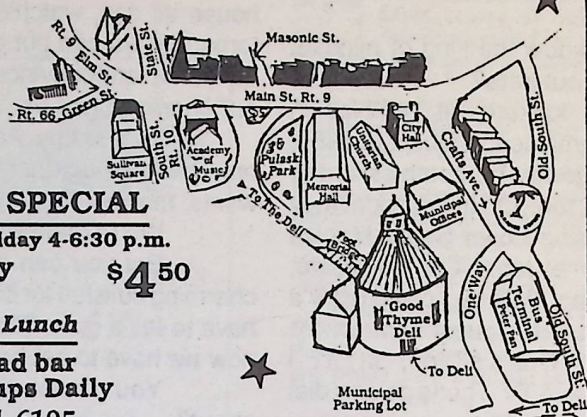 Rt. 9 Elm St.
State St.
Masonic St.
Main St. Rt. 9
Rt. 66 Green St.
Sullivan
Square
South St.
Rt. 10
Academy
of
Music
Pulaski
Park
Memorial
Hall
Unitarian
Church
City
Hall
Crafts Ave.
Old South St.
Municipal
Offices
To The Deli
Foot
Bridge
Good
Thyme
Deli
To Deli
One Way
Bus
Terminal
Peter Pan
Old South St
To Deli
Municipal
Parking Lot
SPECIAL
day 4-6:30 p.m.
$4 50
Lunch
ad bar
ups Daily